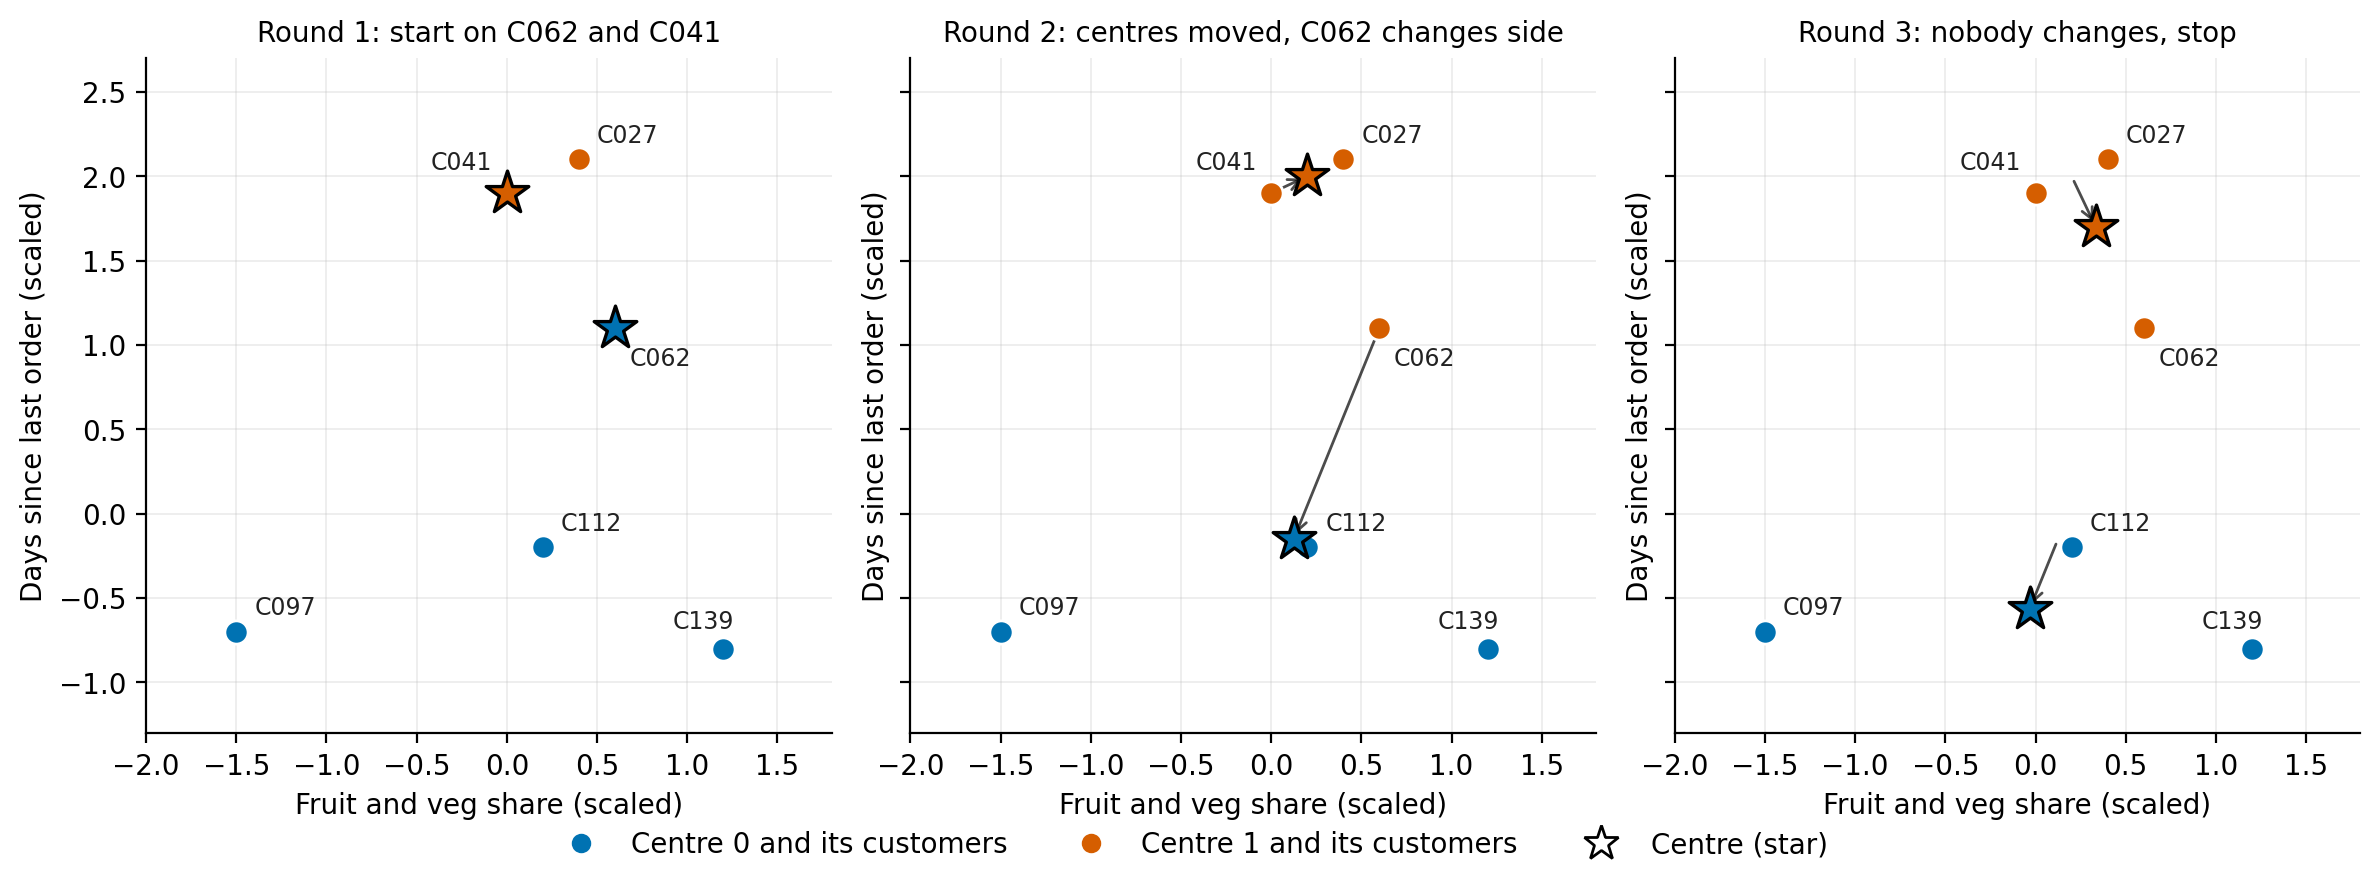 Round 1: start on C062 and C041
Days since last order (scaled)
2.5
2.0
1.5
1.0
0.5
0.0
−0.5
−1.0
C027
C041
C062
C112
C097
C139
−2.0 −1.5 −1.0 −0.5 0.0 0.5 1.0 1.5
Fruit and veg share (scaled)
Round 2: centres moved, C062 changes side
Days since last order (scaled)
C027
C041
C062
C112
C097
C139
−2.0 −1.5 −1.0 −0.5 0.0 0.5 1.0 1.5
Fruit and veg share (scaled)
Round 3: nobody changes, stop
Days since last order (scaled)
C027
C041
C062
C112
C097
C139
−2.0 −1.5 −1.0 −0.5 0.0 0.5 1.0 1.5
Fruit and veg share (scaled)
Centre 0 and its customers
Centre 1 and its customers
Centre (star)